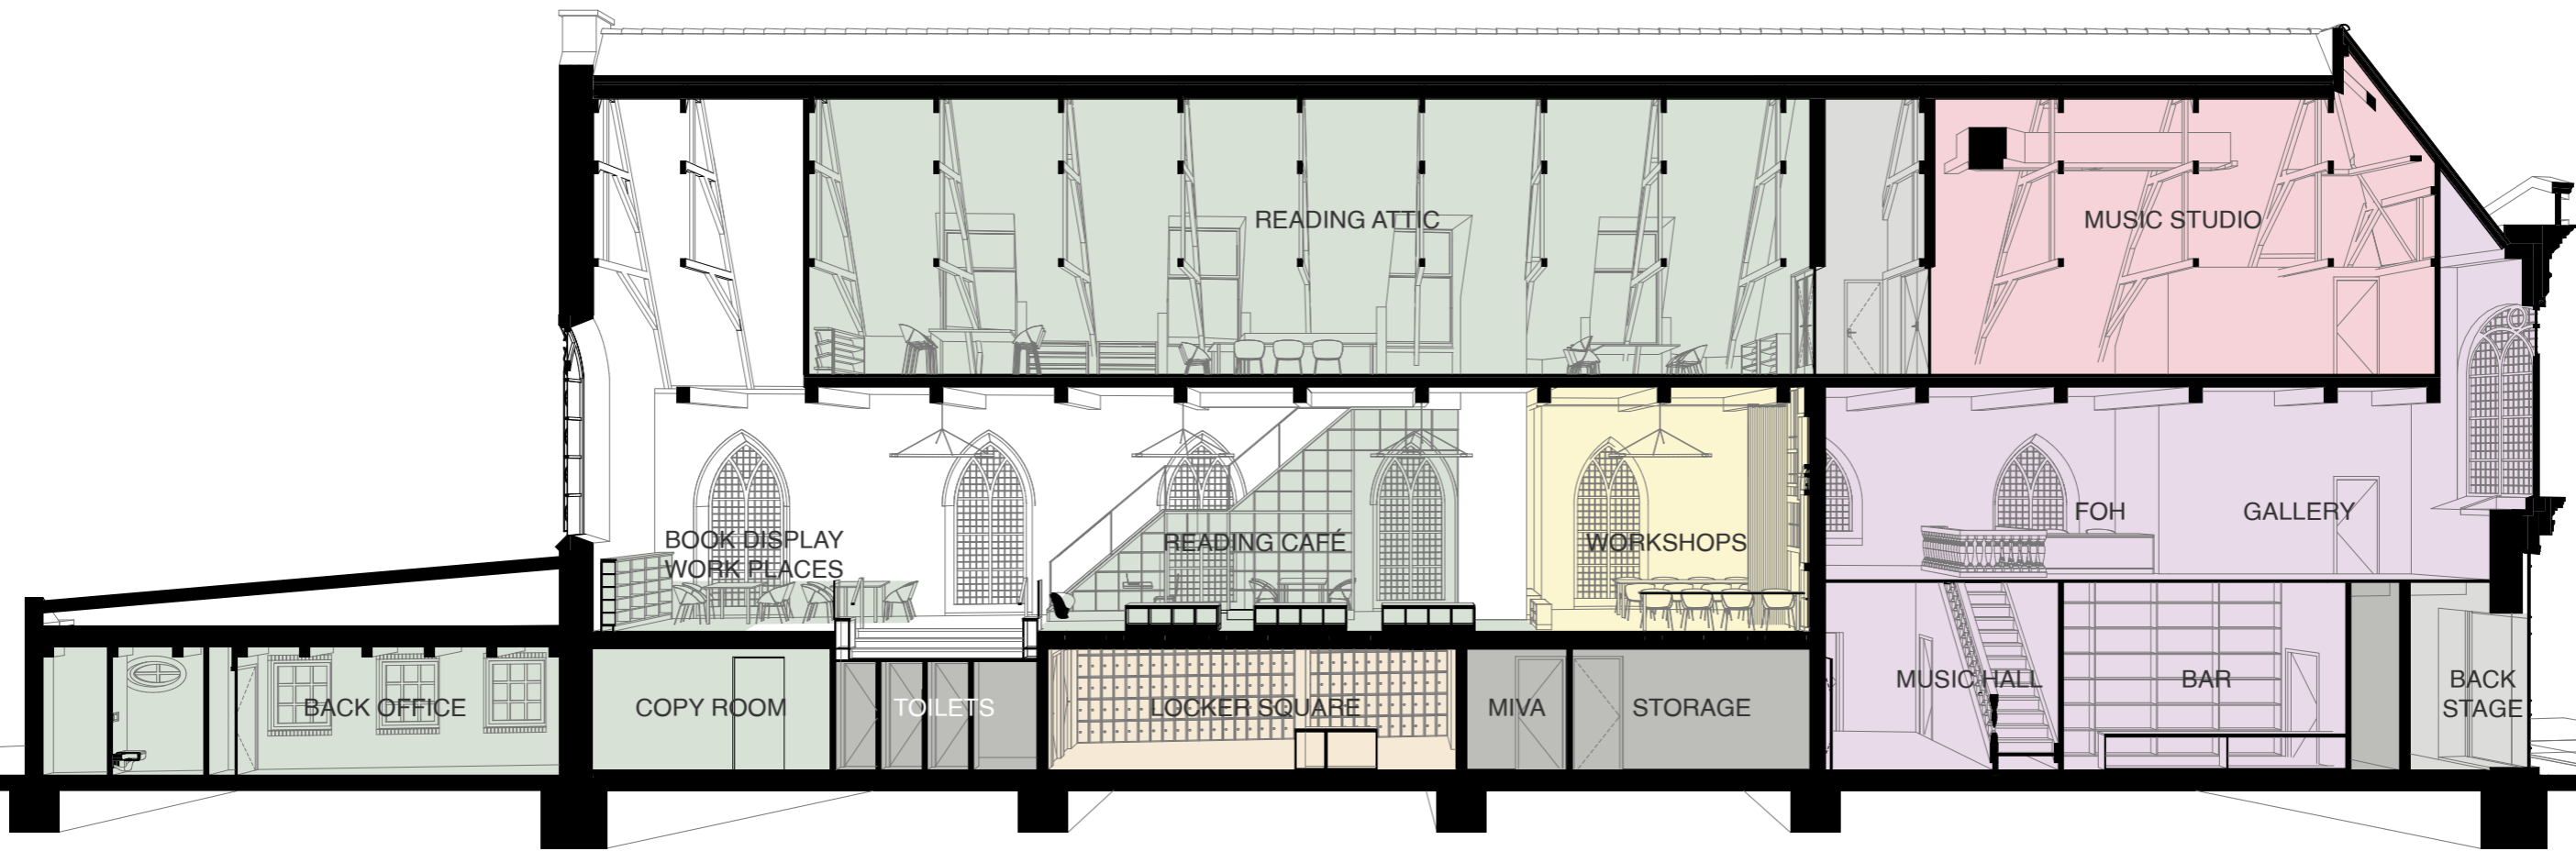 READING ATTIC
MUSIC STUDIO
BOOK DISPLAY
WORK PLACES
READING CAFÉ
WORKSHOPS
FOH
GALLERY
BACK OFFICE
COPY ROOM
TOILETS
LOCKER SQUARE
MIVA
STORAGE
MUSIC HALL
BAR
BACK
STAGE